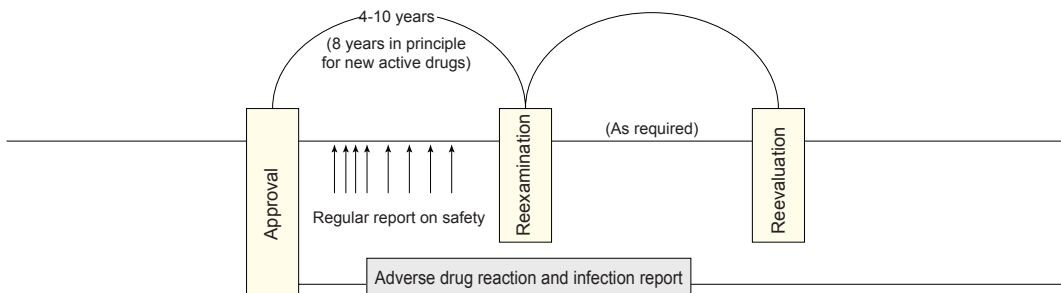 4-10 years
(8 years in principle
for new active drugs)
Approval
Regular report on safety
Reexamination
(As required)
Reevaluation
Adverse drug reaction and infection report